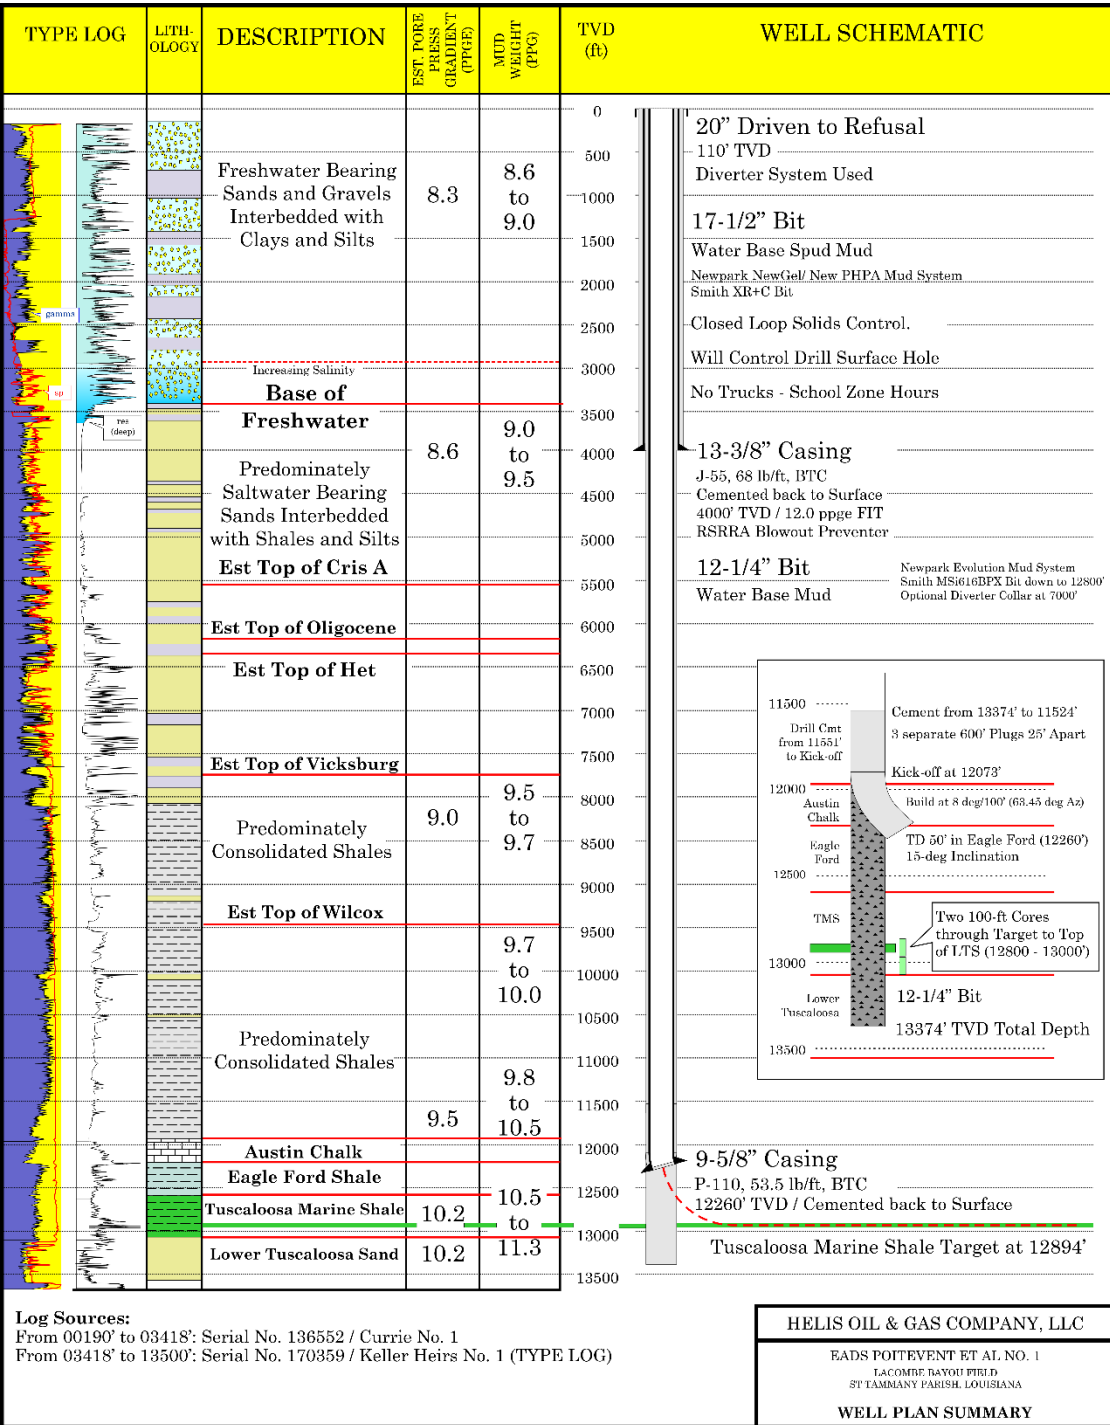 TYPE LOG
LITH-
OLOGY
DESCRIPTION
EST. PORE
PRESS
GRADIENT
(PPGE)
MUD
WEIGHT
(PPG)
TVD
(ft)
WELL SCHEMATIC
gamma
sp
res
(deep)
Freshwater Bearing
Sands and Gravels
Interbedded with
Clays and Silts
Increasing Salinity
Base of
Freshwater
Predominately
Saltwater Bearing
Sands Interbedded
with Shales and Silts
Est Top of Cris A
Est Top of Oligocene
Est Top of Het
Est Top of Vicksburg
Predominately
Consolidated Shales
Est Top of Wilcox
Predominately
Consolidated Shales
Austin Chalk
Eagle Ford Shale
Tuscaloosa Marine Shale
Lower Tuscaloosa Sand
8.3
8.6
9.0
9.5
10.2
10.2
8.6
to
9.0
9.0
to
9.5
9.5
to
9.7
9.7
to
10.0
9.8
to
10.5
10.5
to
11.3
0
500
1000
1500
2000
2500
3000
3500
4000
4500
5000
5500
6000
6500
7000
7500
8000
8500
9000
9500
10000
10500
11000
11500
12000
12500
13000
13500
20” Driven to Refusal
110’ TVD
Diverter System Used
17-1/2” Bit
Water Base Spud Mud
Newpark NewGel/ New PHPA Mud System
Smith XR+C Bit
Closed Loop Solids Control.
Will Control Drill Surface Hole
No Trucks - School Zone Hours
13-3/8” Casing
J-55, 68 lb/ft, BTC
Cemented back to Surface
4000’ TVD / 12.0 ppge FIT
RSRRA Blowout Preventer
12-1/4” Bit
Water Base Mud
Newpark Evolution Mud System
Smith MSi616BPX Bit down to 12800’
Optional Diverter Collar at 7000’
11500
Drill Cmt
from 11551’
to Kick-off
12000
Austin
Chalk
Eagle
Ford
12500
TMS
13000
Lower
Tuscaloosa
13500
Cement from 13374’ to 11524’
3 separate 600’ Plugs 25’ Apart
Kick-off at 12073’
Build at 8 deg/100’ (63.45 deg Az)
TD 50’ in Eagle Ford (12260’)
15-deg Inclination
Two 100-ft Cores
through Target to Top
of LTS (12800 - 13000’)
12-1/4” Bit
13374’ TVD Total Depth
9-5/8” Casing
P-110, 53.5 lb/ft, BTC
12260’ TVD / Cemented back to Surface
Tuscaloosa Marine Shale Target at 12894’
Log Sources:
From 00190’ to 03418’: Serial No. 136552 / Currie No. 1
From 03418’ to 13500’: Serial No. 170359 / Keller Heirs No. 1 (TYPE LOG)
HELIS OIL & GAS COMPANY, LLC
EADS POITEVENT ET AL NO. 1
LACOMBE BAYOU FIELD
ST TAMMANY PARISH, LOUISIANA
WELL PLAN SUMMARY